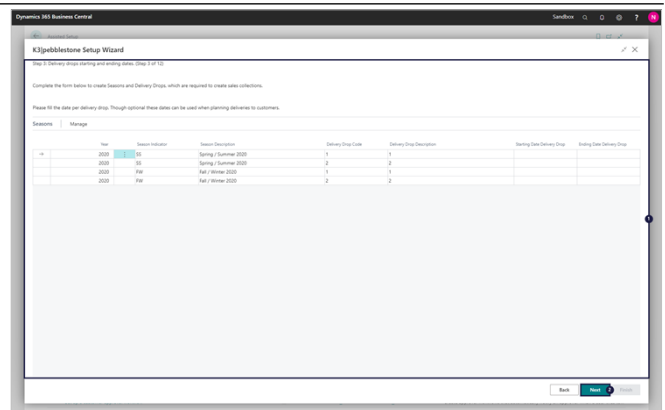 Dynamics 365 Business Central Sandbox ? N
Assisted Setup
K3|pebblestone Setup Wizard
Step 3: Delivery drops starting and ending dates. (Step 3 of 12)
Complete the form below to create Seasons and Delivery Drops, which are required to create sales collections.
Please fill the date per delivery drop. Though optional these dates can be used when planning deliveries to customers.
Seasons Manage
Year Season Indicator Season Description Delivery Drop Code Delivery Drop Description Starting Date Delivery Drop Ending Date Delivery Drop
→ 2020 SS Spring / Summer 2020 1 1
2020 SS Spring / Summer 2020 2 2
2020 FW Fall / Winter 2020 1 1
2020 FW Fall / Winter 2020 2 2
1
Back Next 2 Finish